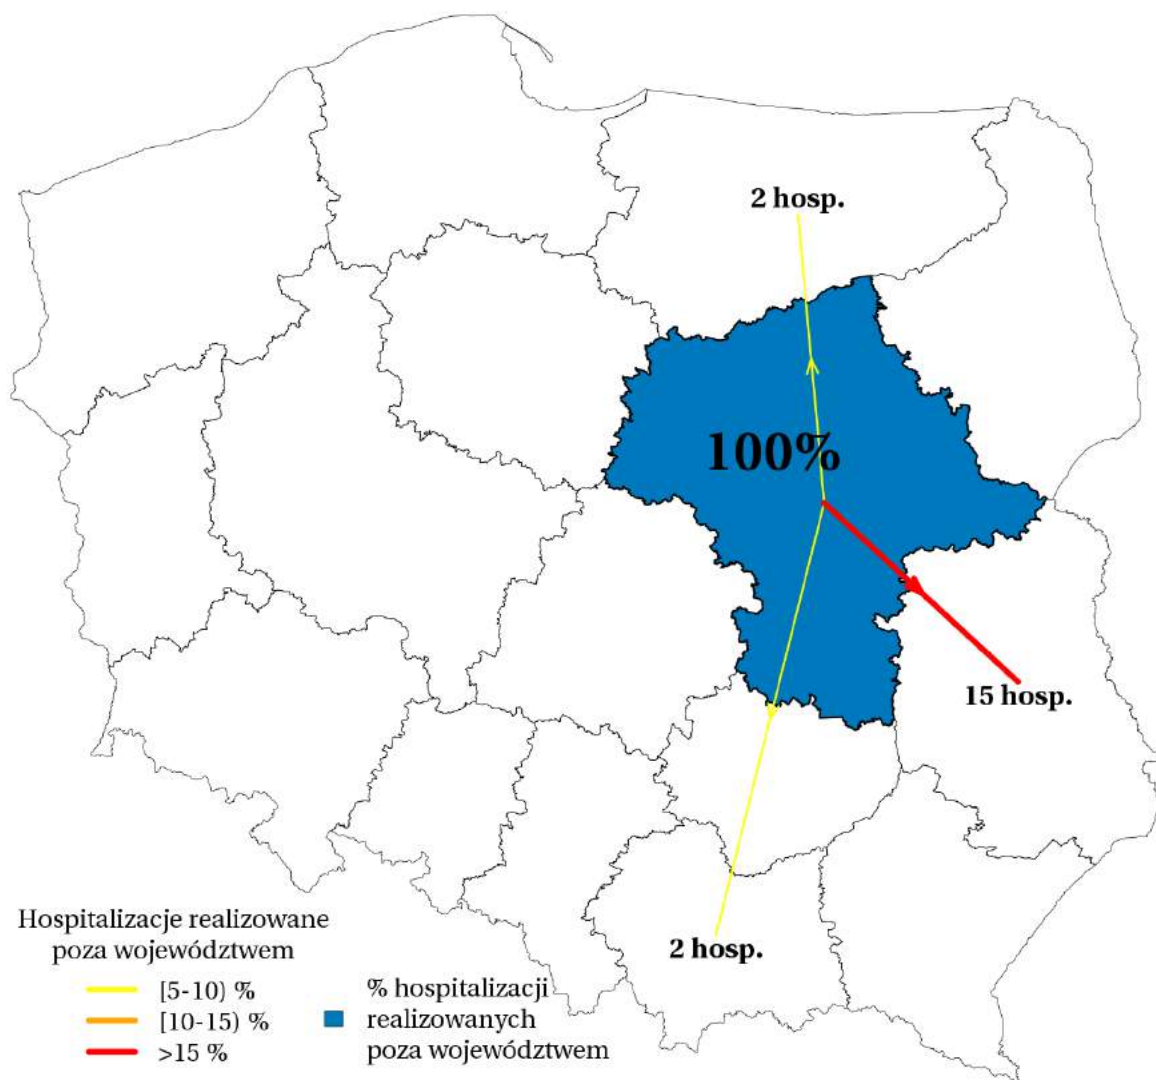 2 hosp.
100%
15 hosp.
2 hosp.
Hospitalizacje realizowane
poza województwem
[5-10) %
[10-15) %
>15 %
% hospitalizacji
realizowanych
poza województwem